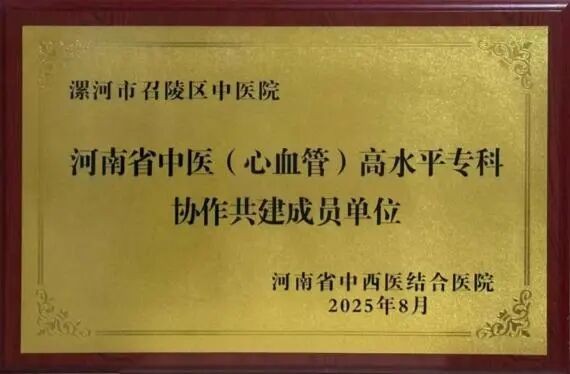 漯河市召陵区中医院
河南省中医（心血管）高水平专科
协作共建成员单位
河南省中西医结合医院
2025年8月